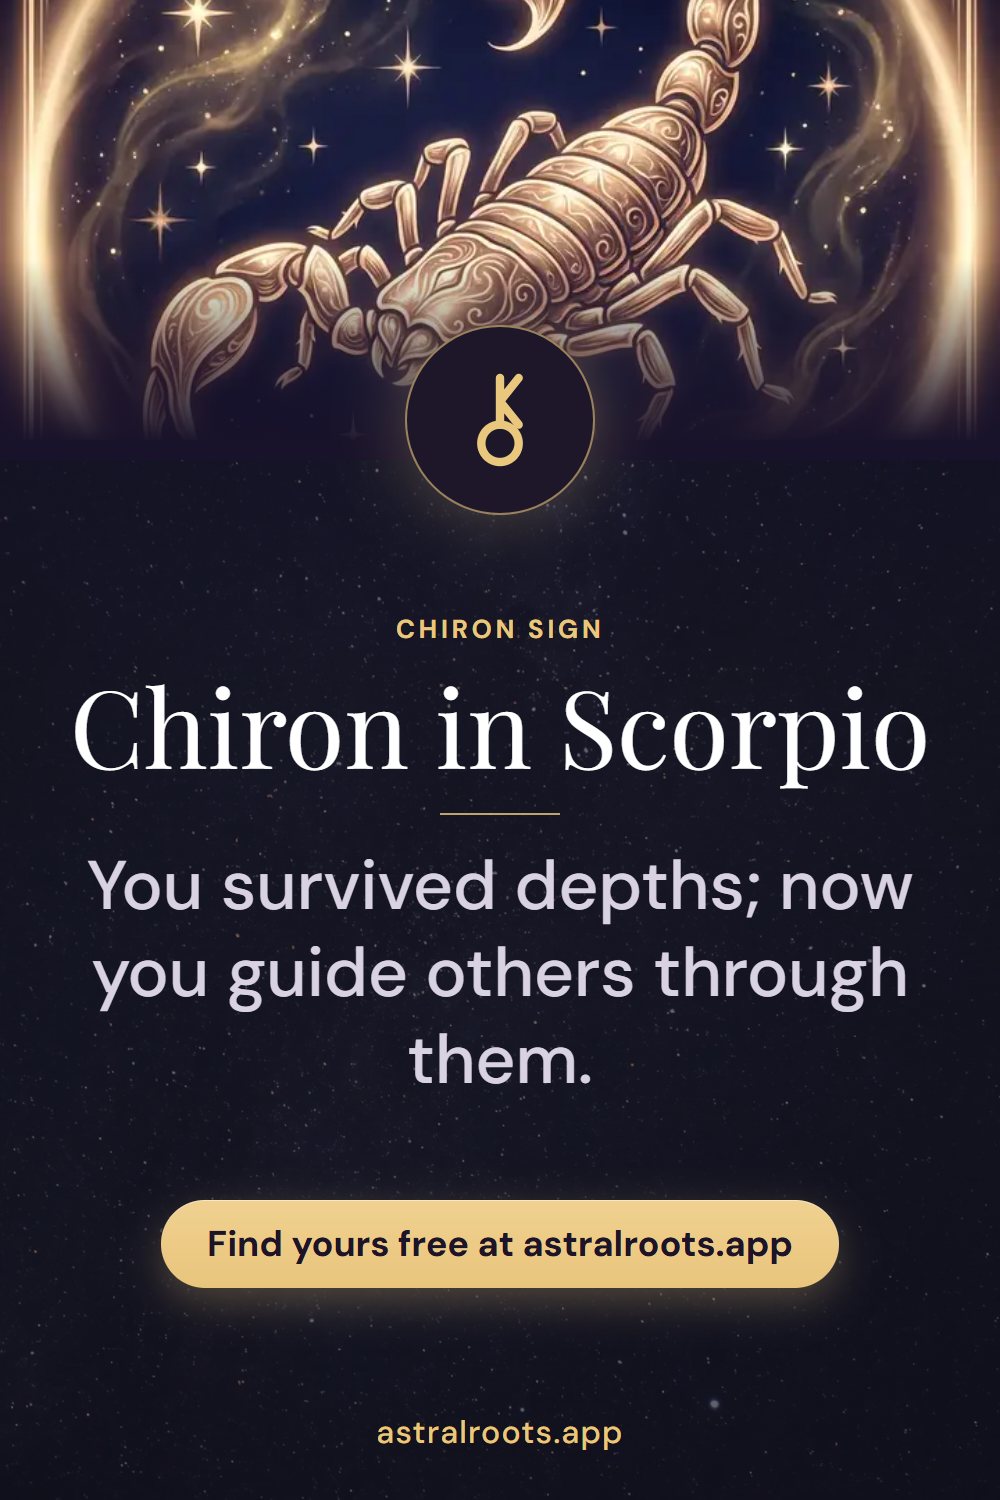 CHIRON SIGN
Chiron in Scorpio
You survived depths; now
you guide others through
them.
Find yours free at astralroots.app
astralroots.app